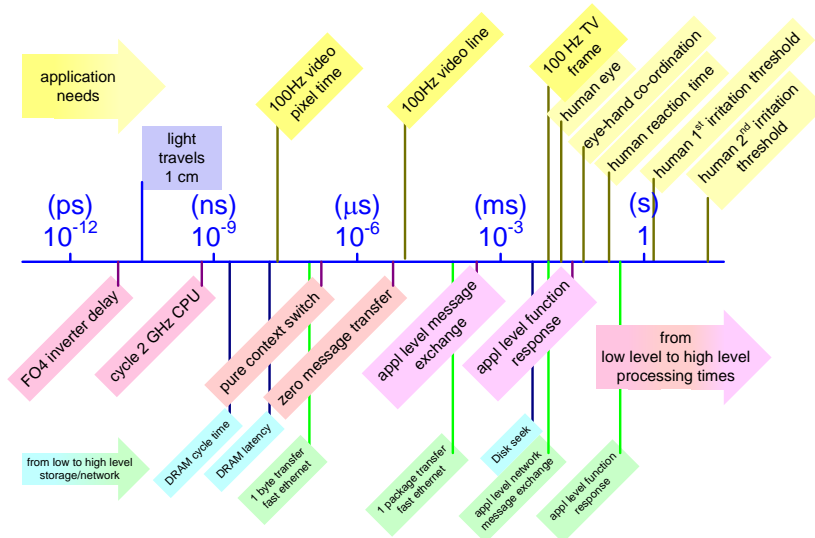 application
needs
light
travels
1 cm
100Hz video
pixel time
100Hz video line
100 Hz TV
frame
human eye
eye-hand co-ordination
human reaction time
human 1st irritation threshold
human 2nd irritation
threshold
(ps)
10-12
(ns)
10-9
(μs)
10-6
(ms)
10-3
(s)
1
FO4 inverter delay
cycle 2 GHz CPU
pure context switch
zero message transfer
appl level message
exchange
appl level function
response
from
low level to high level
processing times
from low to high level
storage/network
DRAM cycle time
DRAM latency
1 byte transfer
fast ethernet
1 package transfer
fast ethernet
Disk seek
appl level network
message exchange
appl level function
response